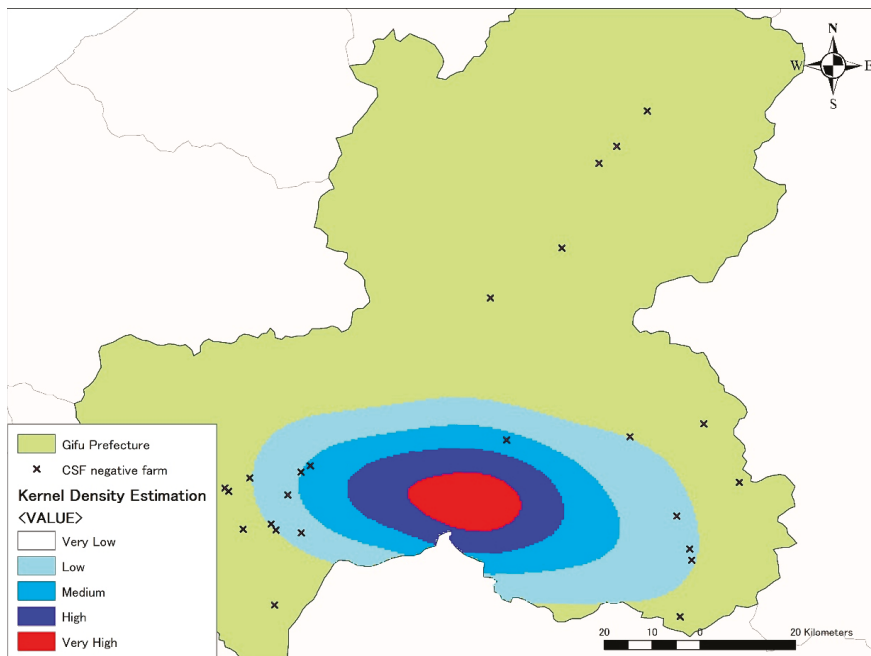 N
W E
S
Gifu Prefecture
CSF negative farm
Kernel Density Estimation
<VALUE>
Very Low
Low
Medium
High
Very High
20 10 0 20 Kilometers